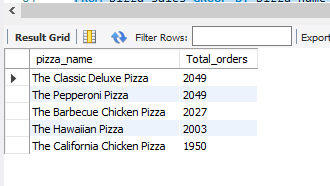 Result Grid Filter Rows: Export
pizza_name Total_orders
The Classic Deluxe Pizza 2049
The Pepperoni Pizza 2049
The Barbecue Chicken Pizza 2027
The Hawaiian Pizza 2003
The California Chicken Pizza 1950